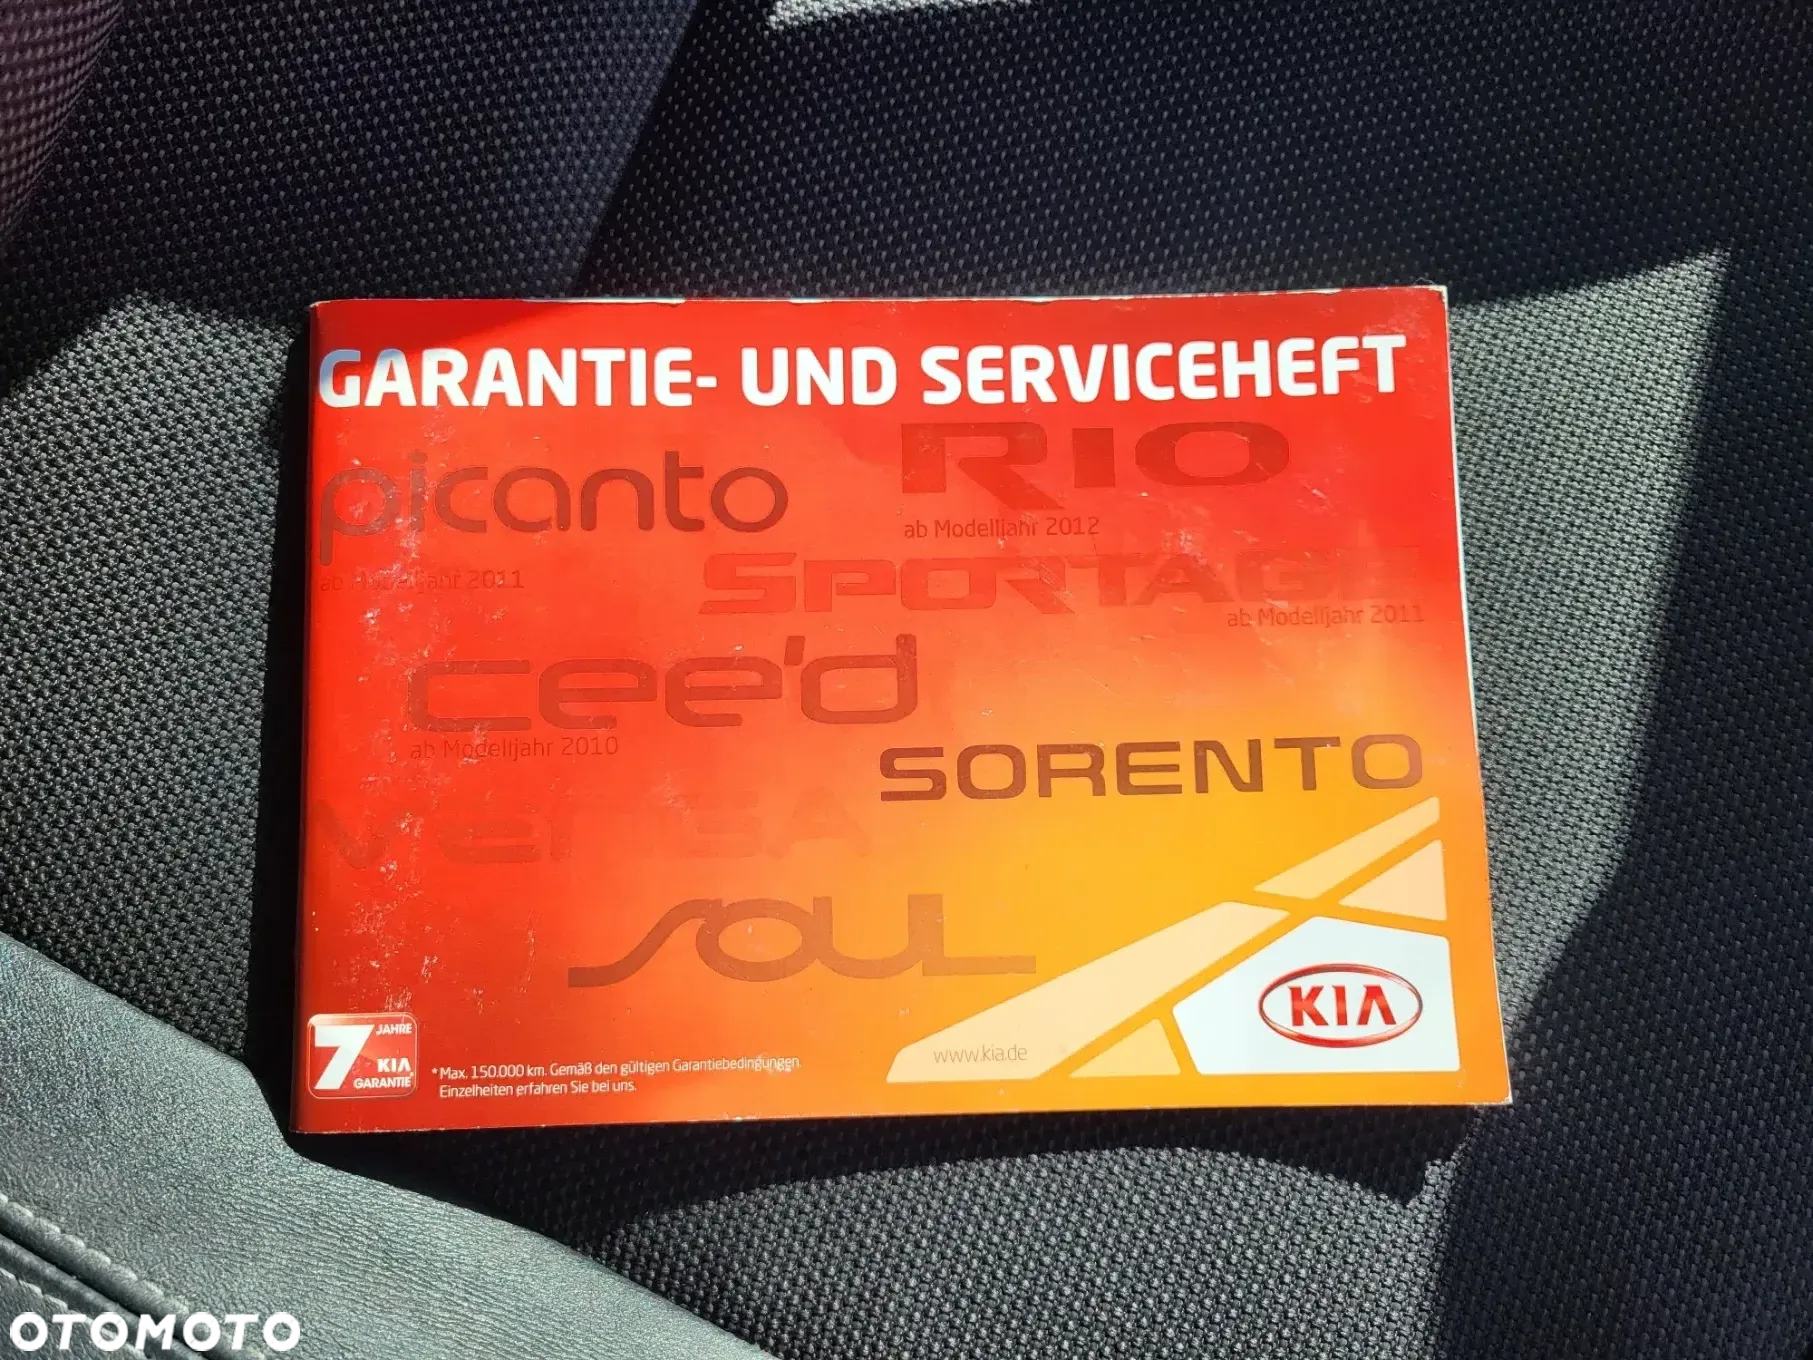 GARANTIE- UND SERVICEHEFT
picanto
ab Modelljahr 2011
RIO
ab Modelljahr 2012
SPORTAGE
ab Modelljahr 2011
cee'd
ab Modelljahr 2010
SORENTO
venGA
SOUL
7 JAHRE
KIA
GARANTIE*
* Max. 150.000 km. Gemäß den gültigen Garantiebedingungen.
Einzelheiten erfahren Sie bei uns.
www.kia.de
KIA
OTOMOTO